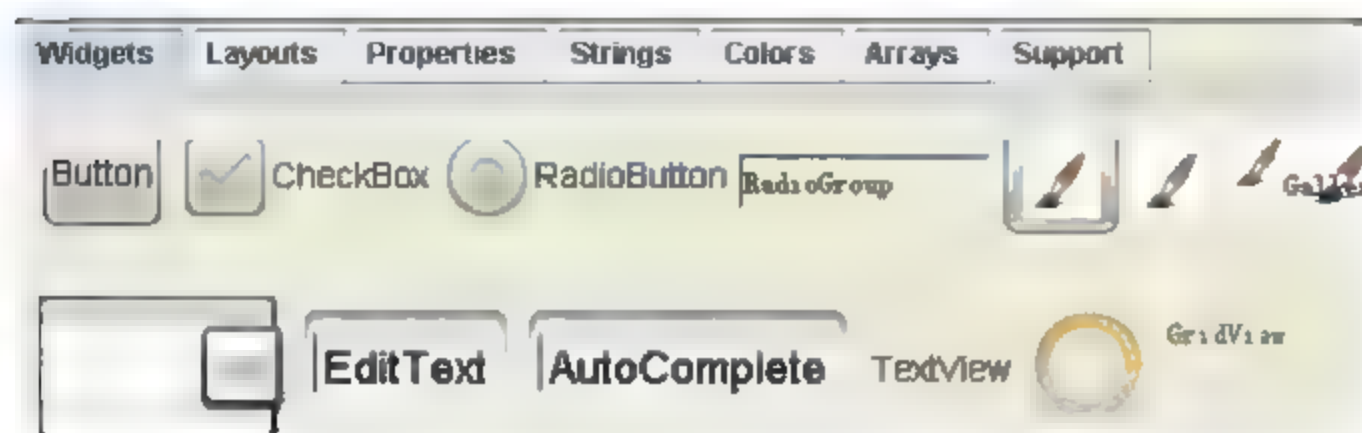 Widgets Layouts Properties Strings Colors Arrays Support
Button CheckBox RadioButton RadioGroup
EditText AutoComplete TextView GridView